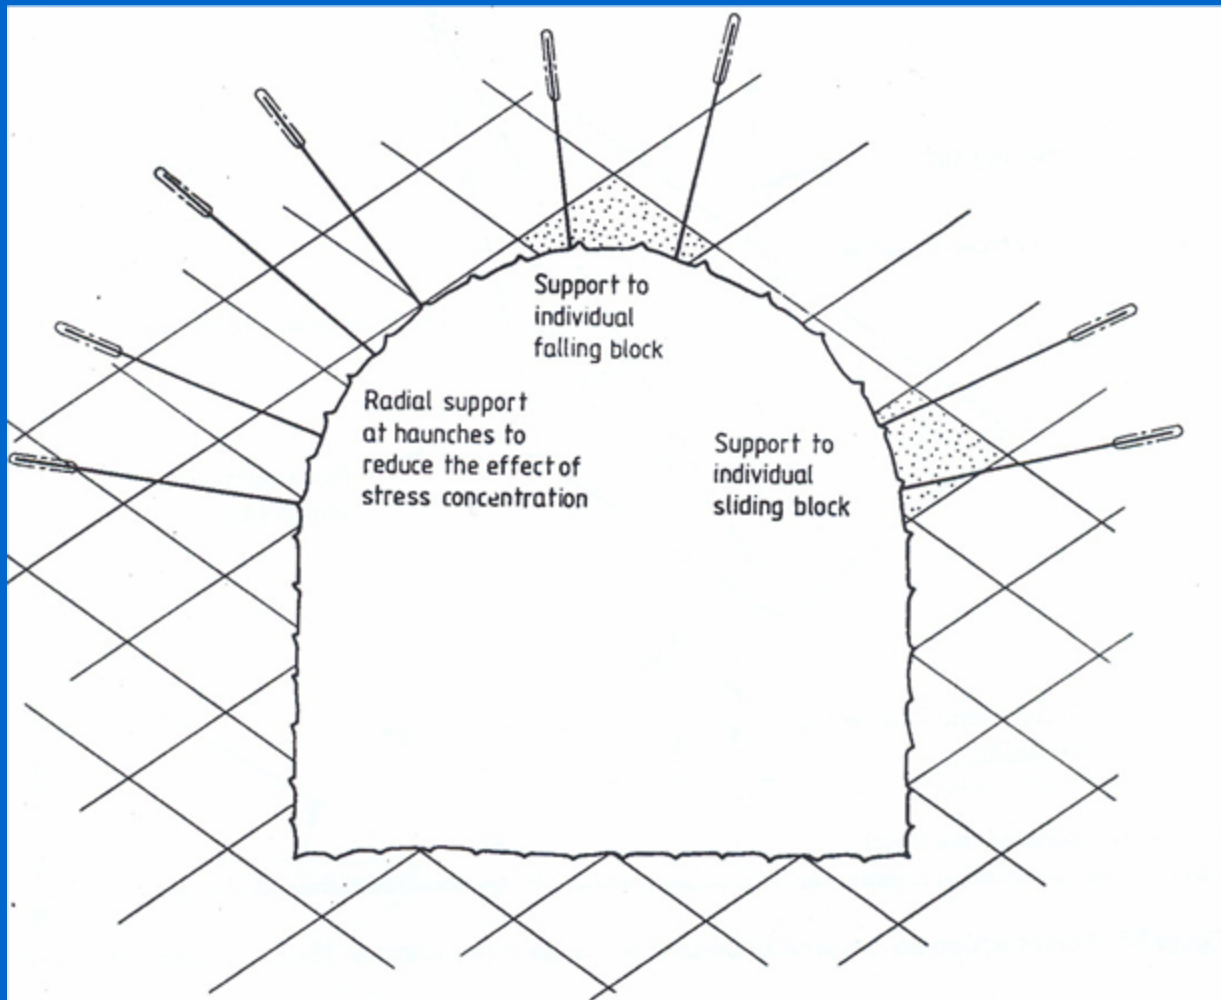 Support to
individual
falling block
Radial support
at haunches to
reduce the effect of
stress concentration
Support to
individual
sliding block